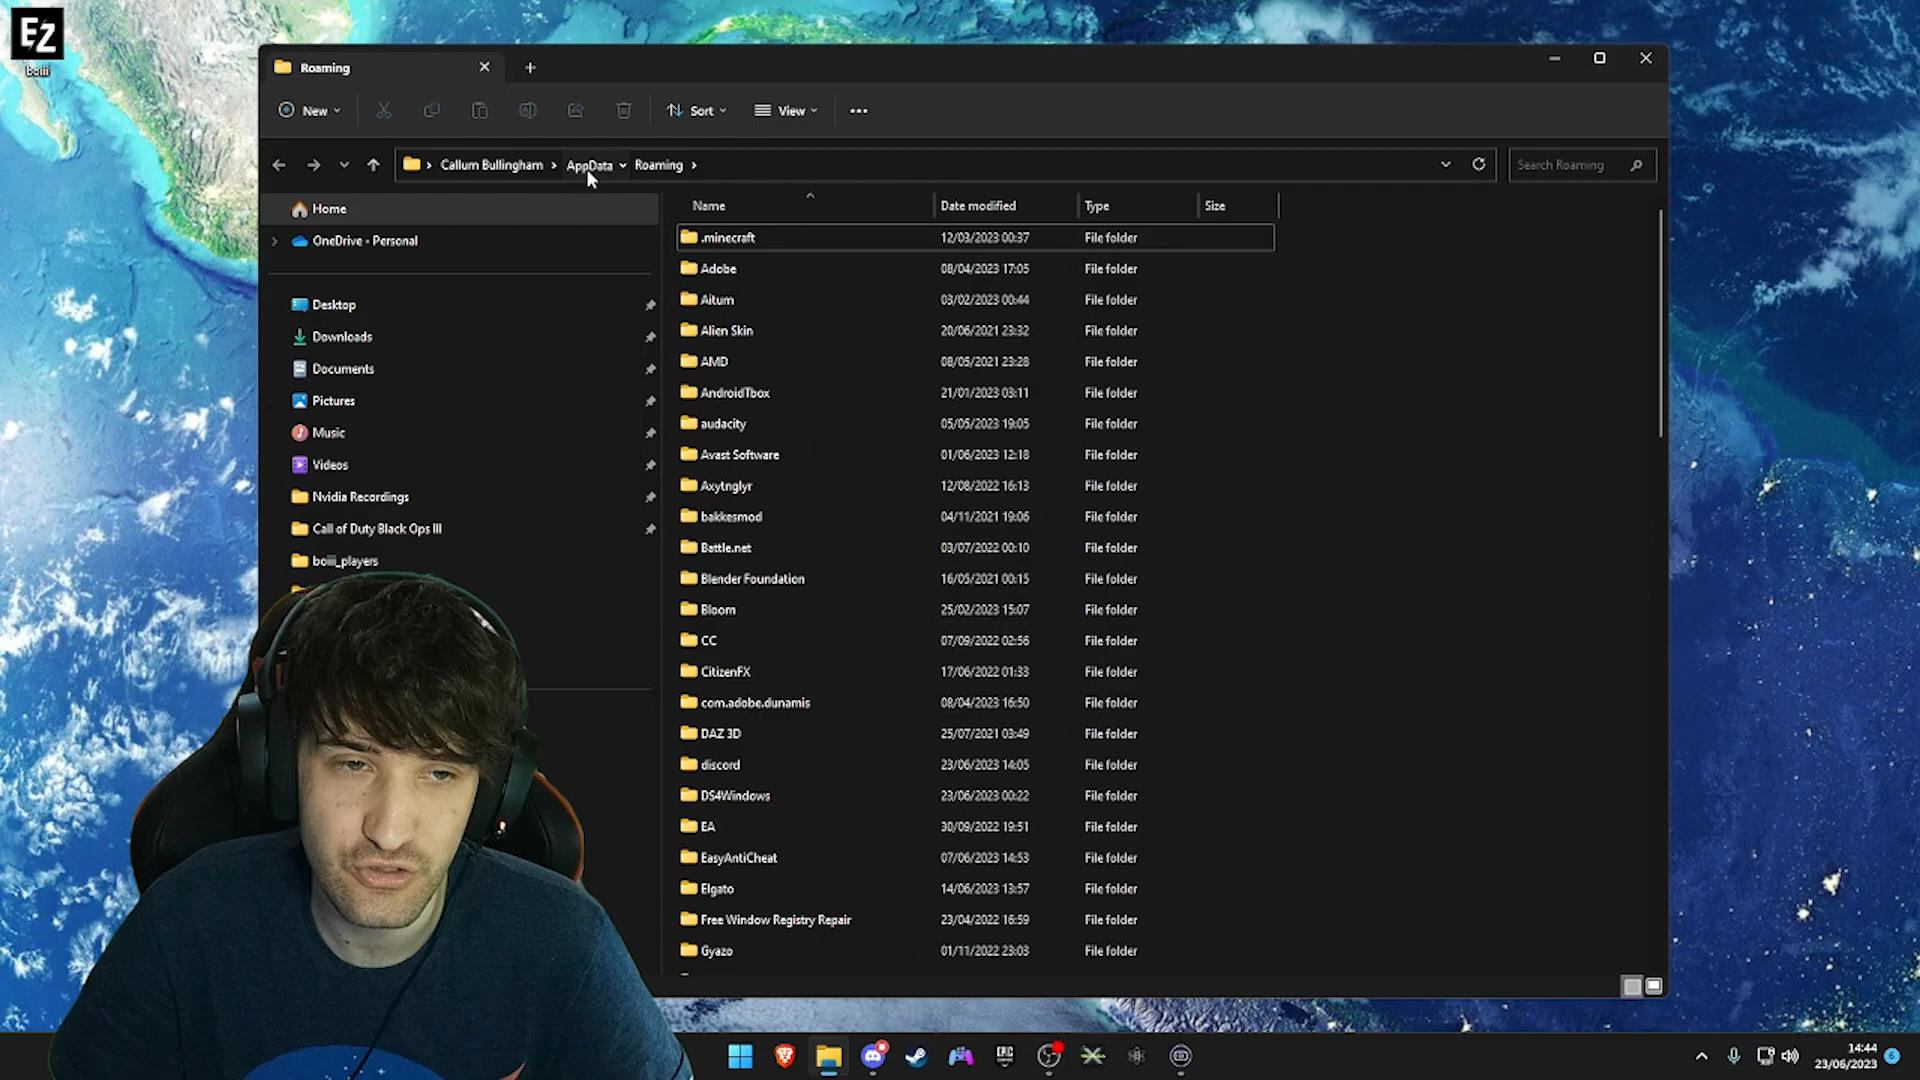 EZ
boiii
Roaming
New
Sort
View
Callum Bullingham
AppData
Roaming
Search Roaming
Name
Date modified
Type
Size
Home
OneDrive - Personal
Desktop
Downloads
Documents
Pictures
Music
Videos
Nvidia Recordings
Call of Duty Black Ops III
boiii_players
.minecraft 12/03/2023 00:37 File folder
Adobe 08/04/2023 17:05 File folder
Aitum 03/02/2023 00:44 File folder
Alien Skin 20/06/2021 23:32 File folder
AMD 08/05/2021 23:28 File folder
AndroidTbox 21/01/2023 03:11 File folder
audacity 05/05/2023 19:05 File folder
Avast Software 01/06/2023 12:18 File folder
Axytnglyr 12/08/2022 16:13 File folder
bakkesmod 04/11/2021 19:06 File folder
Battle.net 03/07/2022 00:10 File folder
Blender Foundation 16/05/2021 00:15 File folder
Bloom 25/02/2023 15:07 File folder
CC 07/09/2022 02:56 File folder
CitizenFX 17/06/2022 01:33 File folder
com.adobe.dunamis 08/04/2023 16:50 File folder
DAZ 3D 25/07/2021 03:49 File folder
discord 23/06/2023 14:05 File folder
DS4Windows 23/06/2023 00:22 File folder
EA 30/09/2022 19:51 File folder
EasyAntiCheat 07/06/2023 14:53 File folder
Elgato 14/06/2023 13:57 File folder
Free Window Registry Repair 23/04/2022 16:59 File folder
Gyazo 01/11/2022 23:03 File folder
EPIC
14:44
23/06/2023
6